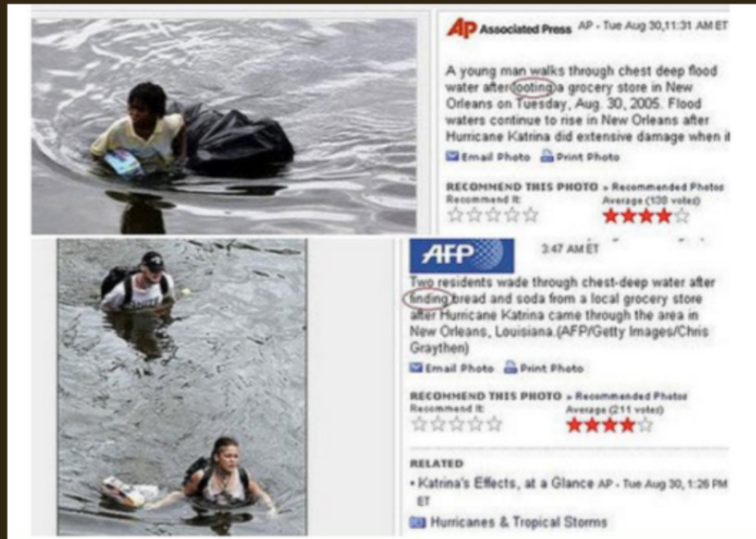 AP Associated Press AP - Tue Aug 30,11:31 AM ET
A young man walks through chest deep flood
water after looting a grocery store in New
Orleans on Tuesday, Aug. 30, 2005. Flood
waters continue to rise in New Orleans after
Hurricane Katrina did extensive damage when
Email Photo Print Photo
RECOMMEND THIS PHOTO » Recommended Photos
Recommend It:
Average (138 votes)
AFP
3:47 AM ET
Two residents wade through chest-deep water after
finding bread and soda from a local grocery store
after Hurricane Katrina came through the area in
New Orleans, Louisiana.(AFP/Getty Images/Chris
Graythen)
Email Photo Print Photo
RECOMMEND THIS PHOTO » Recommended Photos
Recommend It:
Average (211 votes)
RELATED
• Katrina's Effects, at a Glance AP - Tue Aug 30, 1:26 PM
ET
Hurricanes & Tropical Storms